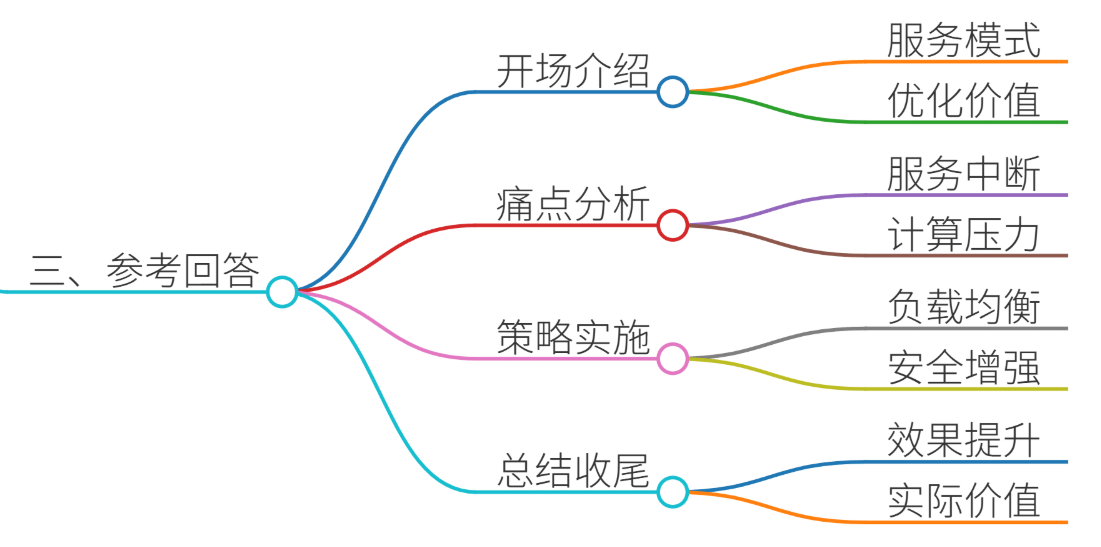 三、参考回答
开场介绍
服务模式
优化价值
痛点分析
服务中断
计算压力
策略实施
负载均衡
安全增强
总结收尾
效果提升
实际价值